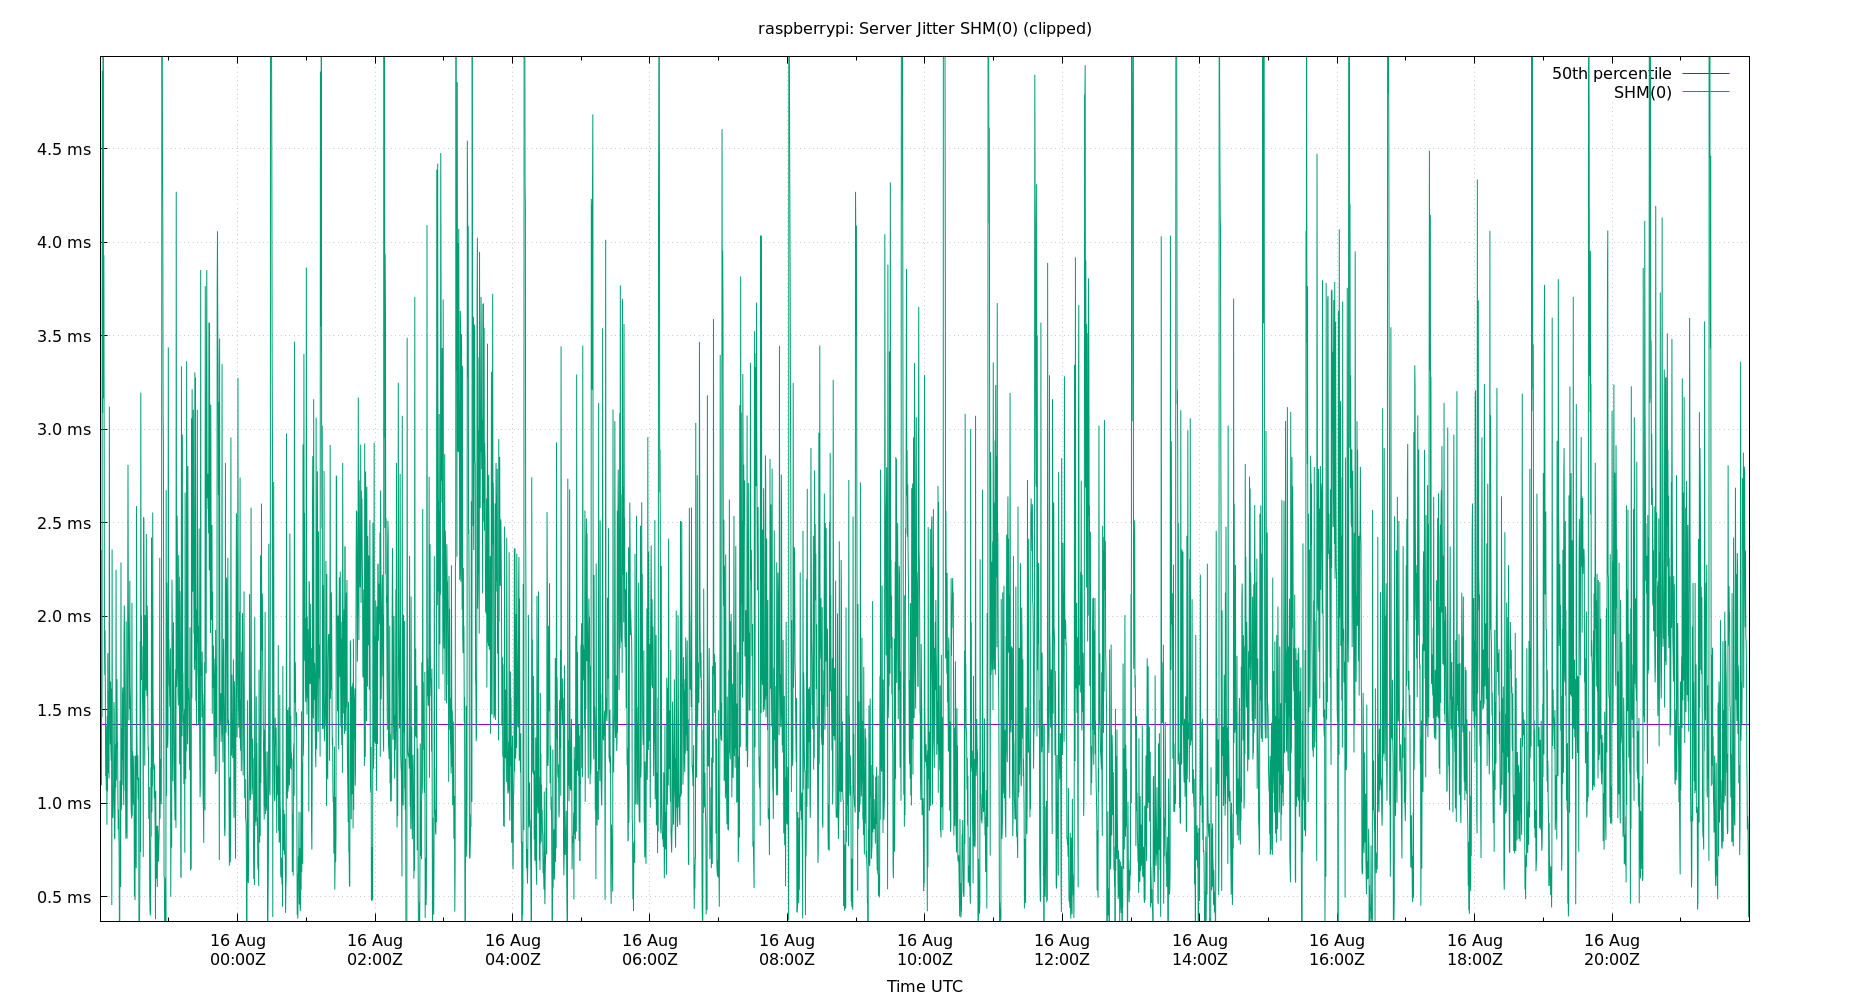 raspberrypi: Server Jitter SHM(0) (clipped)
50th percentile
SHM(0)
4.5 ms
4.0 ms
3.5 ms
3.0 ms
2.5 ms
2.0 ms
1.5 ms
1.0 ms
0.5 ms
16 Aug 16 Aug 16 Aug 16 Aug 16 Aug 16 Aug 16 Aug 16 Aug 16 Aug 16 Aug 16 Aug
00:00Z 02:00Z 04:00Z 06:00Z 08:00Z 10:00Z 12:00Z 14:00Z 16:00Z 18:00Z 20:00Z
Time UTC